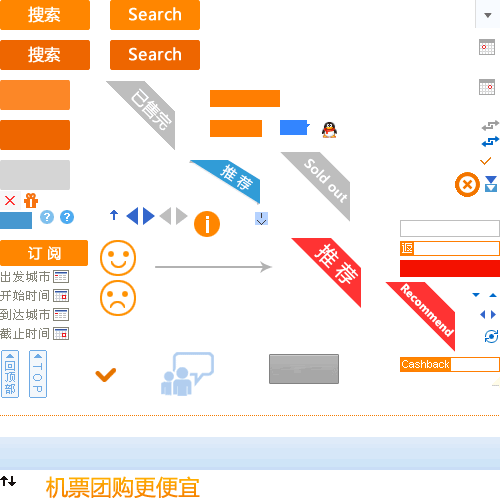 搜索 Search
搜索 Search
已售完
推荐
Sold out
订阅
推荐
返
出发城市
开始时间
到达城市
截止时间
Recommend
回顶部
TOP
Cashback
机票团购更便宜